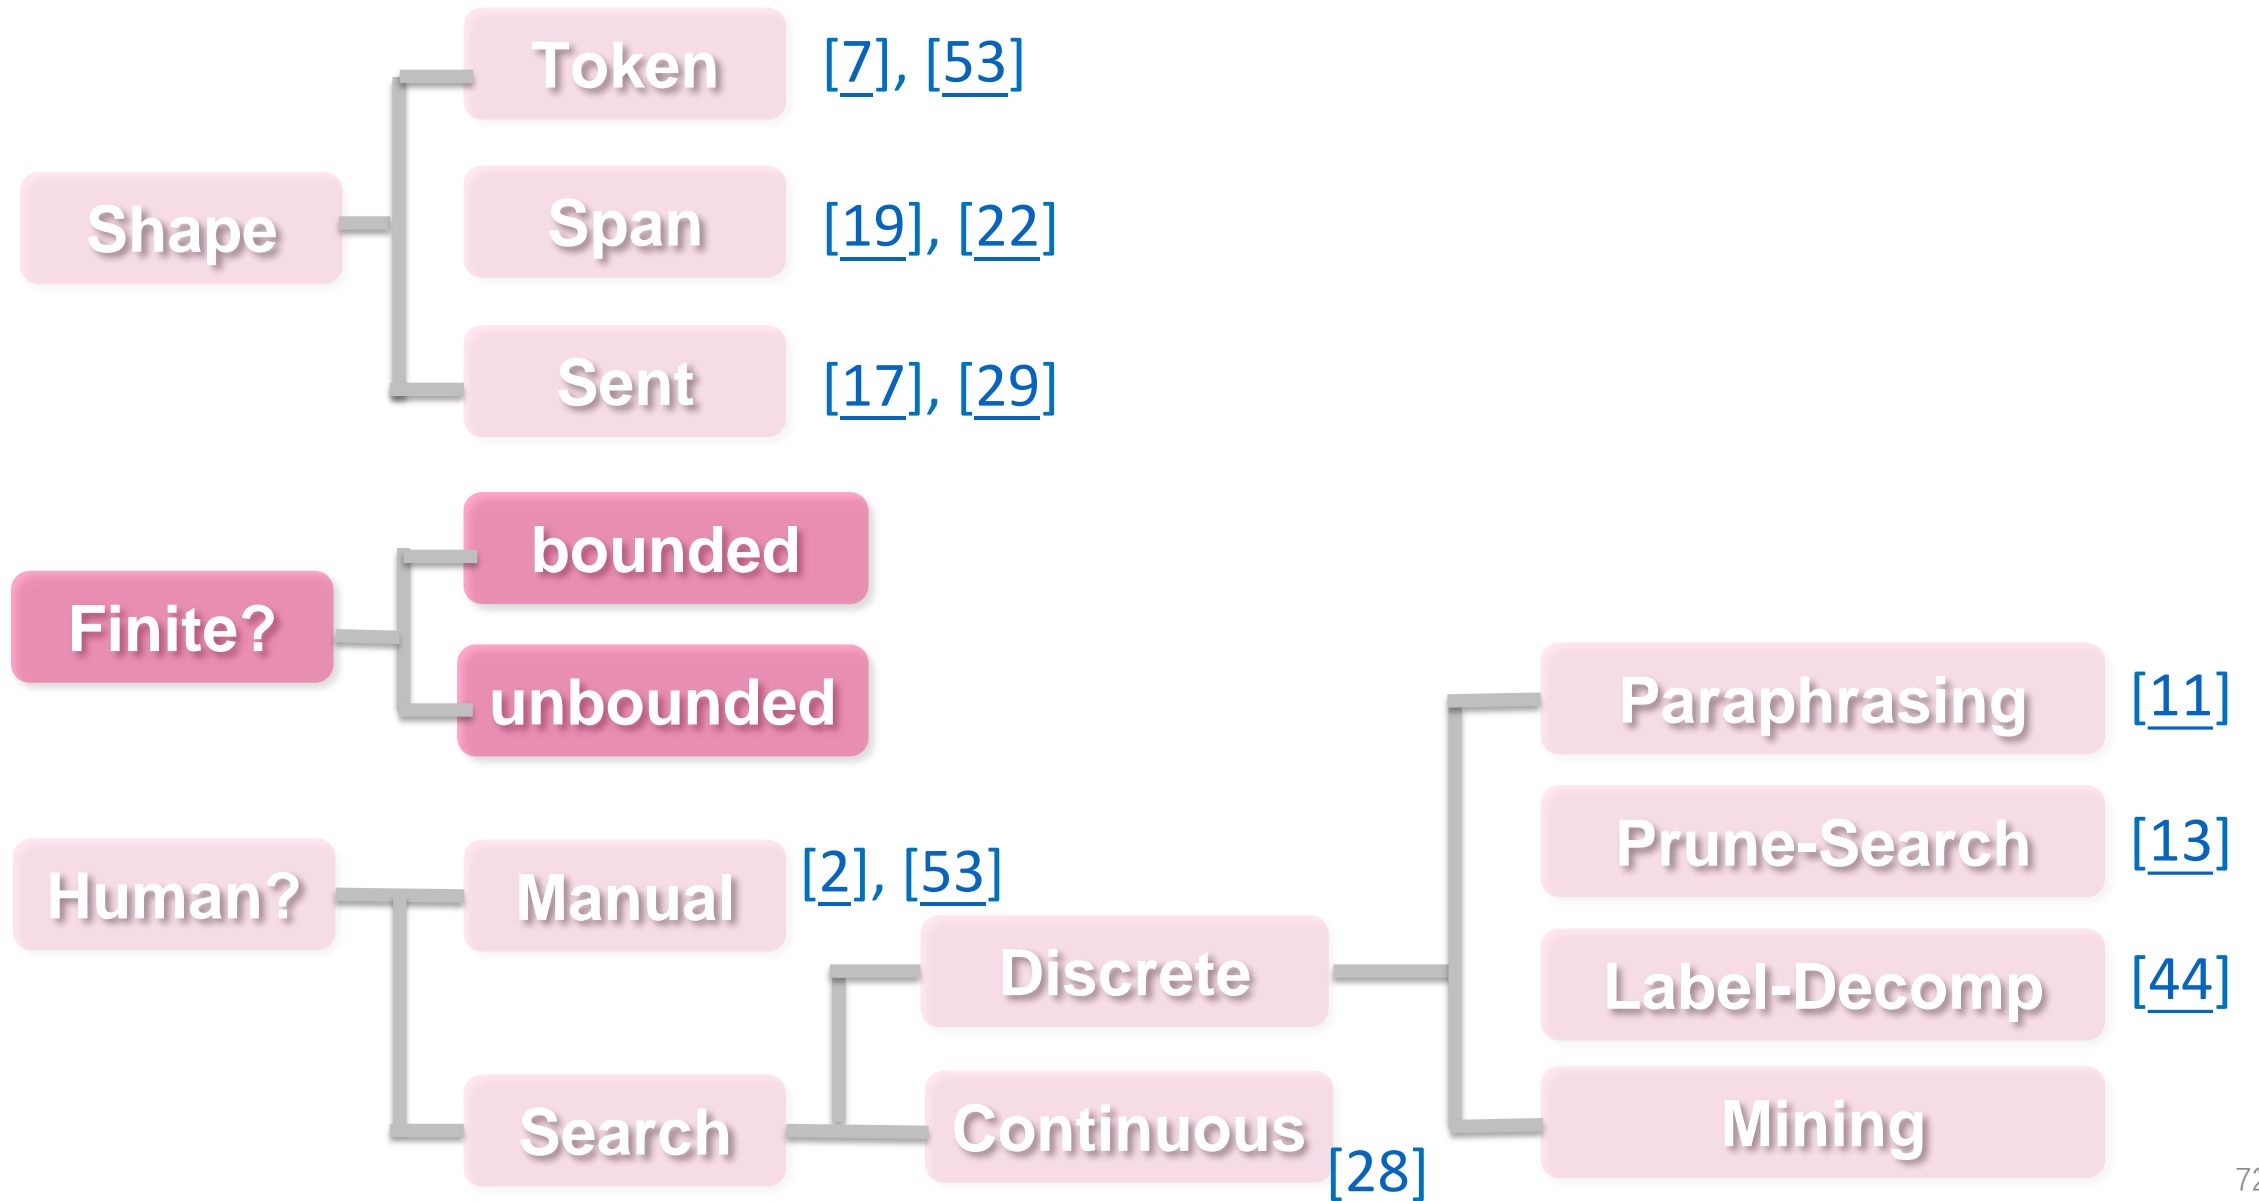 Token [7], [53]
Shape
Span [19], [22]
Sent [17], [29]
bounded
Finite?
unbounded
Paraphrasing [11]
Prune-Search [13]
Human?
Manual [2], [53]
Discrete
Label-Decomp [44]
Search
Continuous [28]
Mining
72